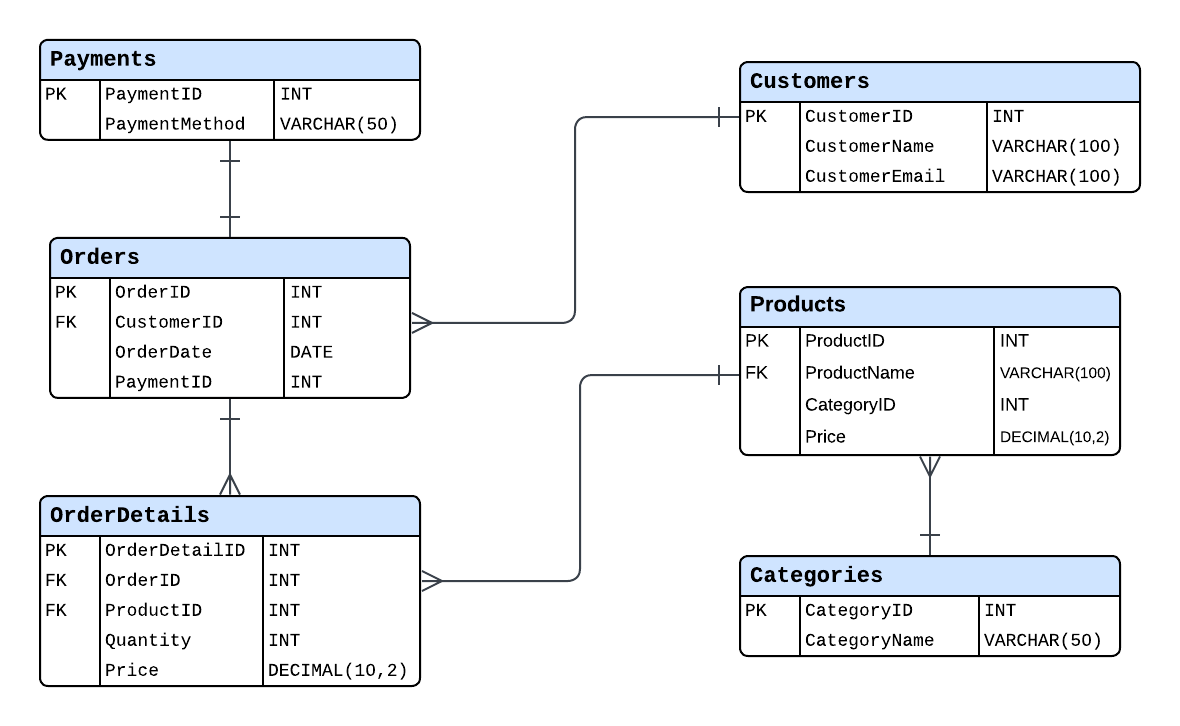 Payments
PK PaymentID INT
PaymentMethod VARCHAR(50)
Customers
PK CustomerID INT
CustomerName VARCHAR(100)
CustomerEmail VARCHAR(100)
Orders
PK OrderID INT
FK CustomerID INT
OrderDate DATE
PaymentID INT
Products
PK ProductID INT
FK ProductName VARCHAR(100)
CategoryID INT
Price DECIMAL(10,2)
OrderDetails
PK OrderDetailID INT
FK OrderID INT
FK ProductID INT
Quantity INT
Price DECIMAL(10,2)
Categories
PK CategoryID INT
CategoryName VARCHAR(50)